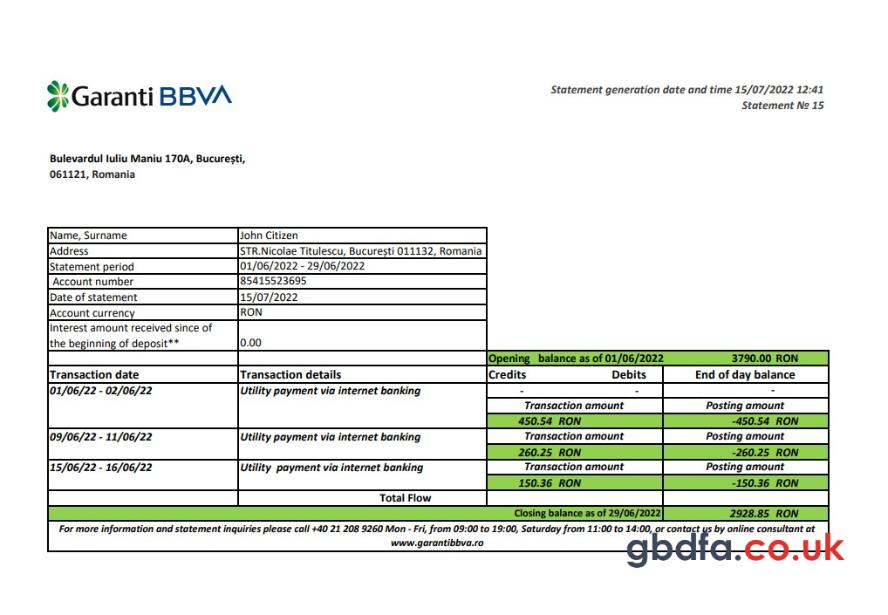 Garanti BBVA
Statement generation date and time 15/07/2022 12:41
Statement № 15
Bulevardul Iuliu Maniu 170A, București,
061121, Romania
Name, Surname John Citizen
Address STR.Nicolae Titulescu, București 011132, Romania
Statement period 01/06/2022 - 29/06/2022
Account number 85415523695
Date of statement 15/07/2022
Account currency RON
Interest amount received since of
the beginning of deposit** 0.00
Opening balance as of 01/06/2022 3790.00 RON
Transaction date Transaction details Credits Debits End of day balance
01/06/22 - 02/06/22 Utility payment via internet banking - - -
Transaction amount Posting amount
450.54 RON -450.54 RON
09/06/22 - 11/06/22 Utility payment via internet banking Transaction amount Posting amount
260.25 RON -260.25 RON
15/06/22 - 16/06/22 Utility payment via internet banking Transaction amount Posting amount
150.36 RON -150.36 RON
Total Flow
Closing balance as of 29/06/2022 2928.85 RON
For more information and statement inquiries please call +40 21 208 9260 Mon - Fri, from 09:00 to 19:00, Saturday from 11:00 to 14:00, or contact us by online consultant at
www.garantibbva.ro
gbdfa.co.uk